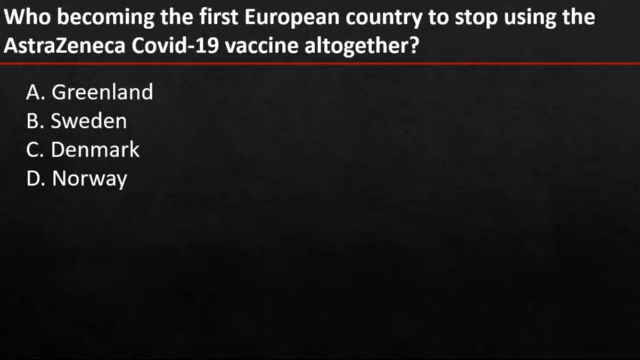 Who becoming the first European country to stop using the
AstraZeneca Covid-19 vaccine altogether?
A. Greenland
B. Sweden
C. Denmark
D. Norway